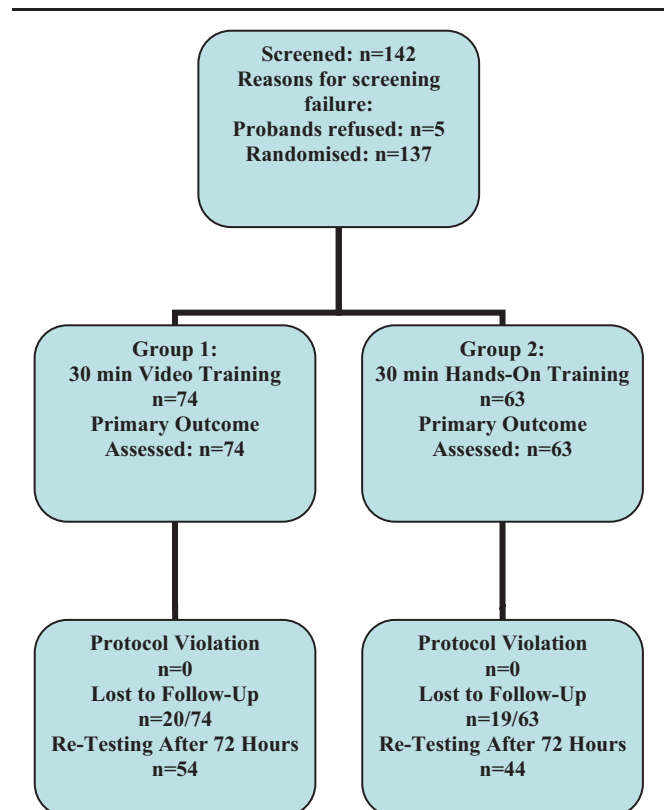 Screened: n=142
Reasons for screening
failure:
Probands refused: n=5
Randomised: n=137
Group 1:
30 min Video Training
n=74
Primary Outcome
Assessed: n=74
Group 2:
30 min Hands-On Training
n=63
Primary Outcome
Assessed: n=63
Protocol Violation
n=0
Lost to Follow-Up
n=20/74
Re-Testing After 72 Hours
n=54
Protocol Violation
n=0
Lost to Follow-Up
n=19/63
Re-Testing After 72 Hours
n=44